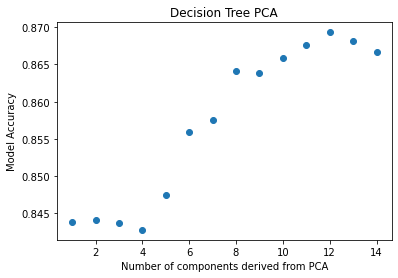 Decision Tree PCA
0.870
0.865
0.860
0.855
0.850
0.845
Model Accuracy
2 4 6 8 10 12 14
Number of components derived from PCA